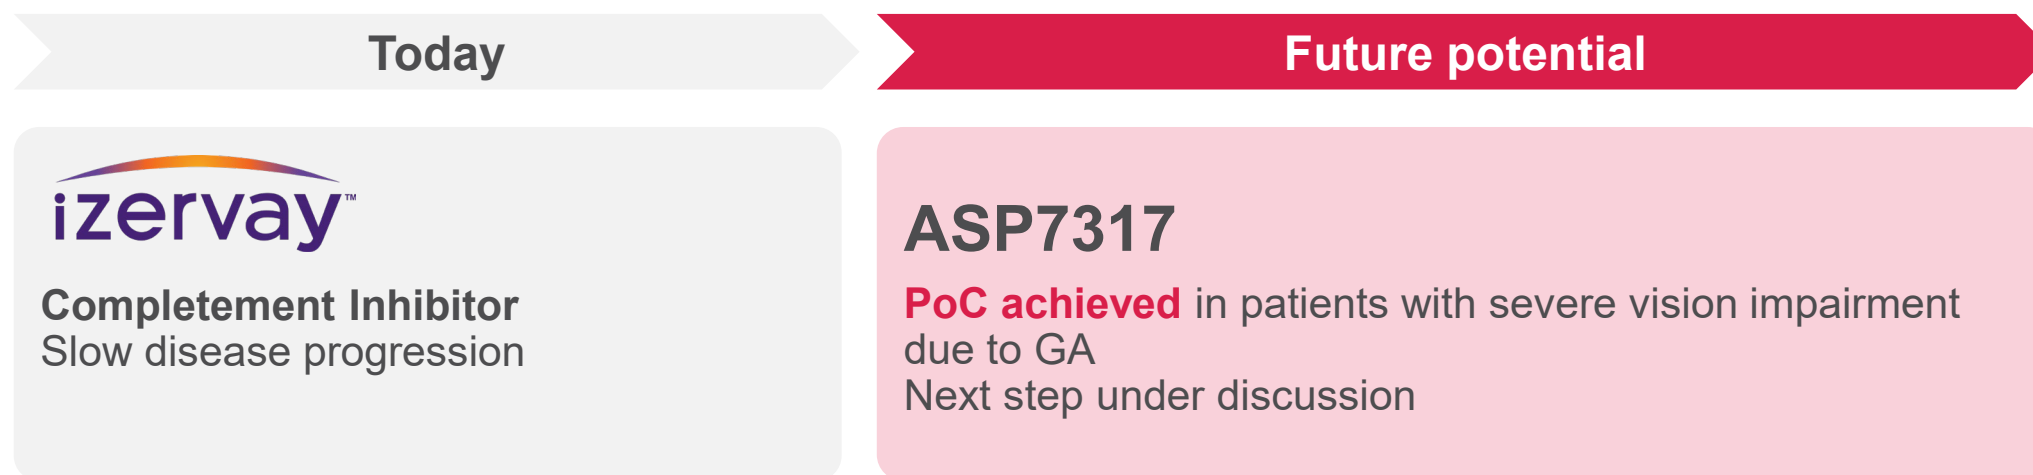 Today
Future potential
izervay™
Completement Inhibitor
Slow disease progression
ASP7317
PoC achieved in patients with severe vision impairment
due to GA
Next step under discussion